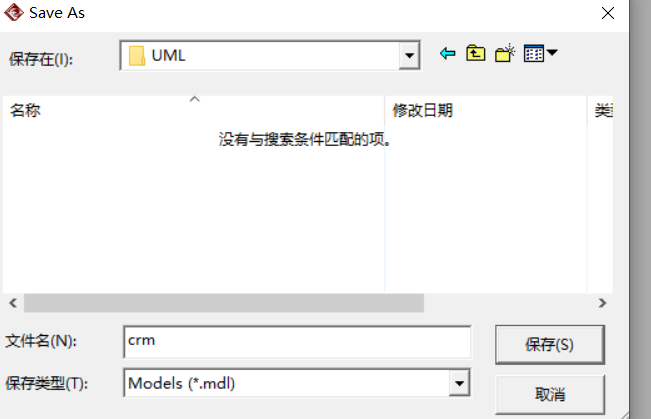 Save As
保存在(I):
UML
名称
修改日期
没有与搜索条件匹配的项。
文件名(N):
crm
保存(S)
保存类型(T):
Models (*.mdl)
取消